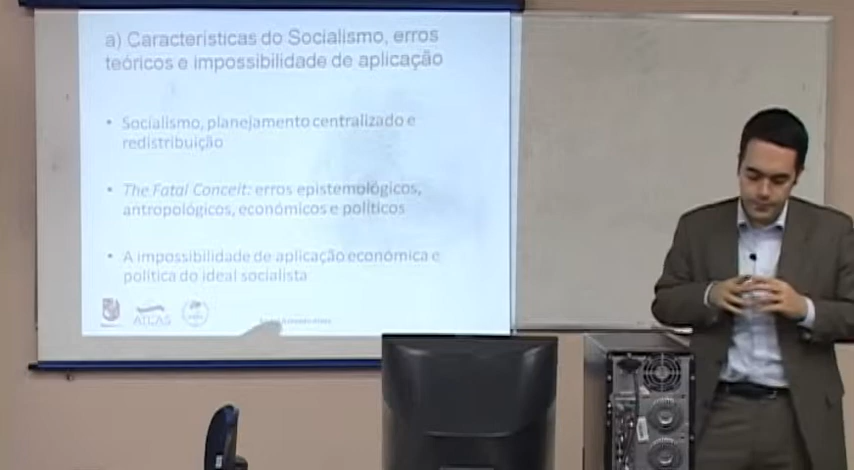 a) Características do Socialismo, erros
teóricos e impossibilidade de aplicação
• Socialismo, planejamento centralizado e
redistribuição
• The Fatal Conceit: erros epistemológicos,
antropológicos, económicos e políticos
• A impossibilidade de aplicação económica e
política do ideal socialista
ATLAS